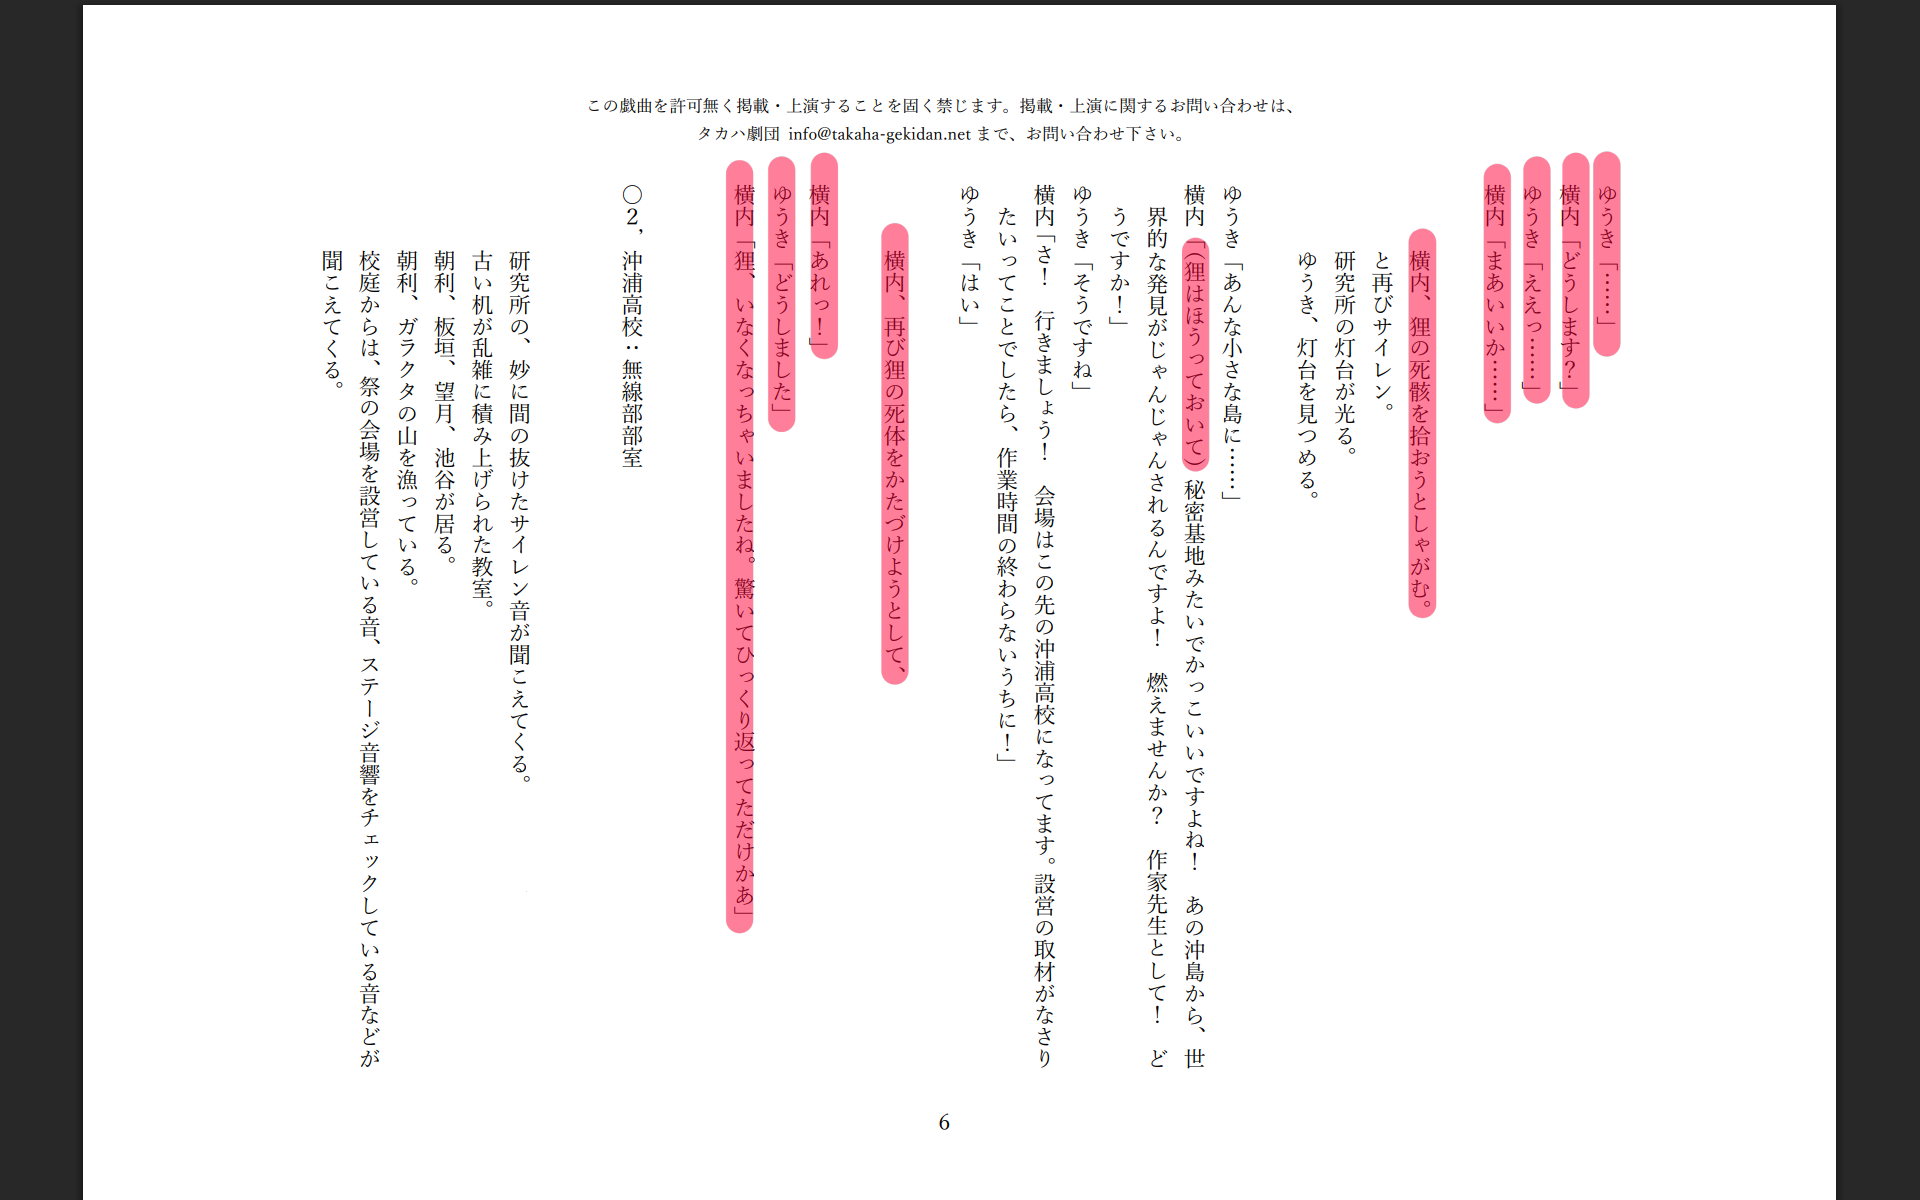 この戯曲を許可無く掲載・上演することを固く禁じます。掲載・上演に関するお問い合わせは、
タカハ劇団 info@takaha-gekidan.net まで、お問い合わせ下さい。
ゆうき「……」
横内「どうします？」
ゆうき「ええっ……」
横内「まあいいか……」
横内、狸の死骸を拾おうとしゃがむ。
と再びサイレン。
研究所の灯台が光る。
ゆうき、灯台を見つめる。
ゆうき「あんな小さな島に……」
横内「（狸はほうっておいて）秘密基地みたいでかっこいいですよね！　あの沖島から、世
界的な発見がじゃんじゃんされるんですよ！　燃えませんか？　作家先生として！　ど
うですか！」
ゆうき「そうですね」
横内「さ！　行きましょう！　会場はこの先の沖浦高校になってます。設営の取材がなさり
たいってことでしたら、作業時間の終わらないうちに！」
ゆうき「はい」
横内、再び狸の死体をかたづけようとして、
横内「あれっ！」
ゆうき「どうしました」
横内「狸、いなくなっちゃいましたね。驚いてひっくり返ってただけかあ」
〇2，沖浦高校：無線部部室
研究所の、妙に間の抜けたサイレン音が聞こえてくる。
古い机が乱雑に積み上げられた教室。
朝利、板垣、望月、池谷が居る。
朝利、ガラクタの山を漁っている。
校庭からは、祭の会場を設営している音、ステージ音響をチェックしている音などが
聞こえてくる。
6